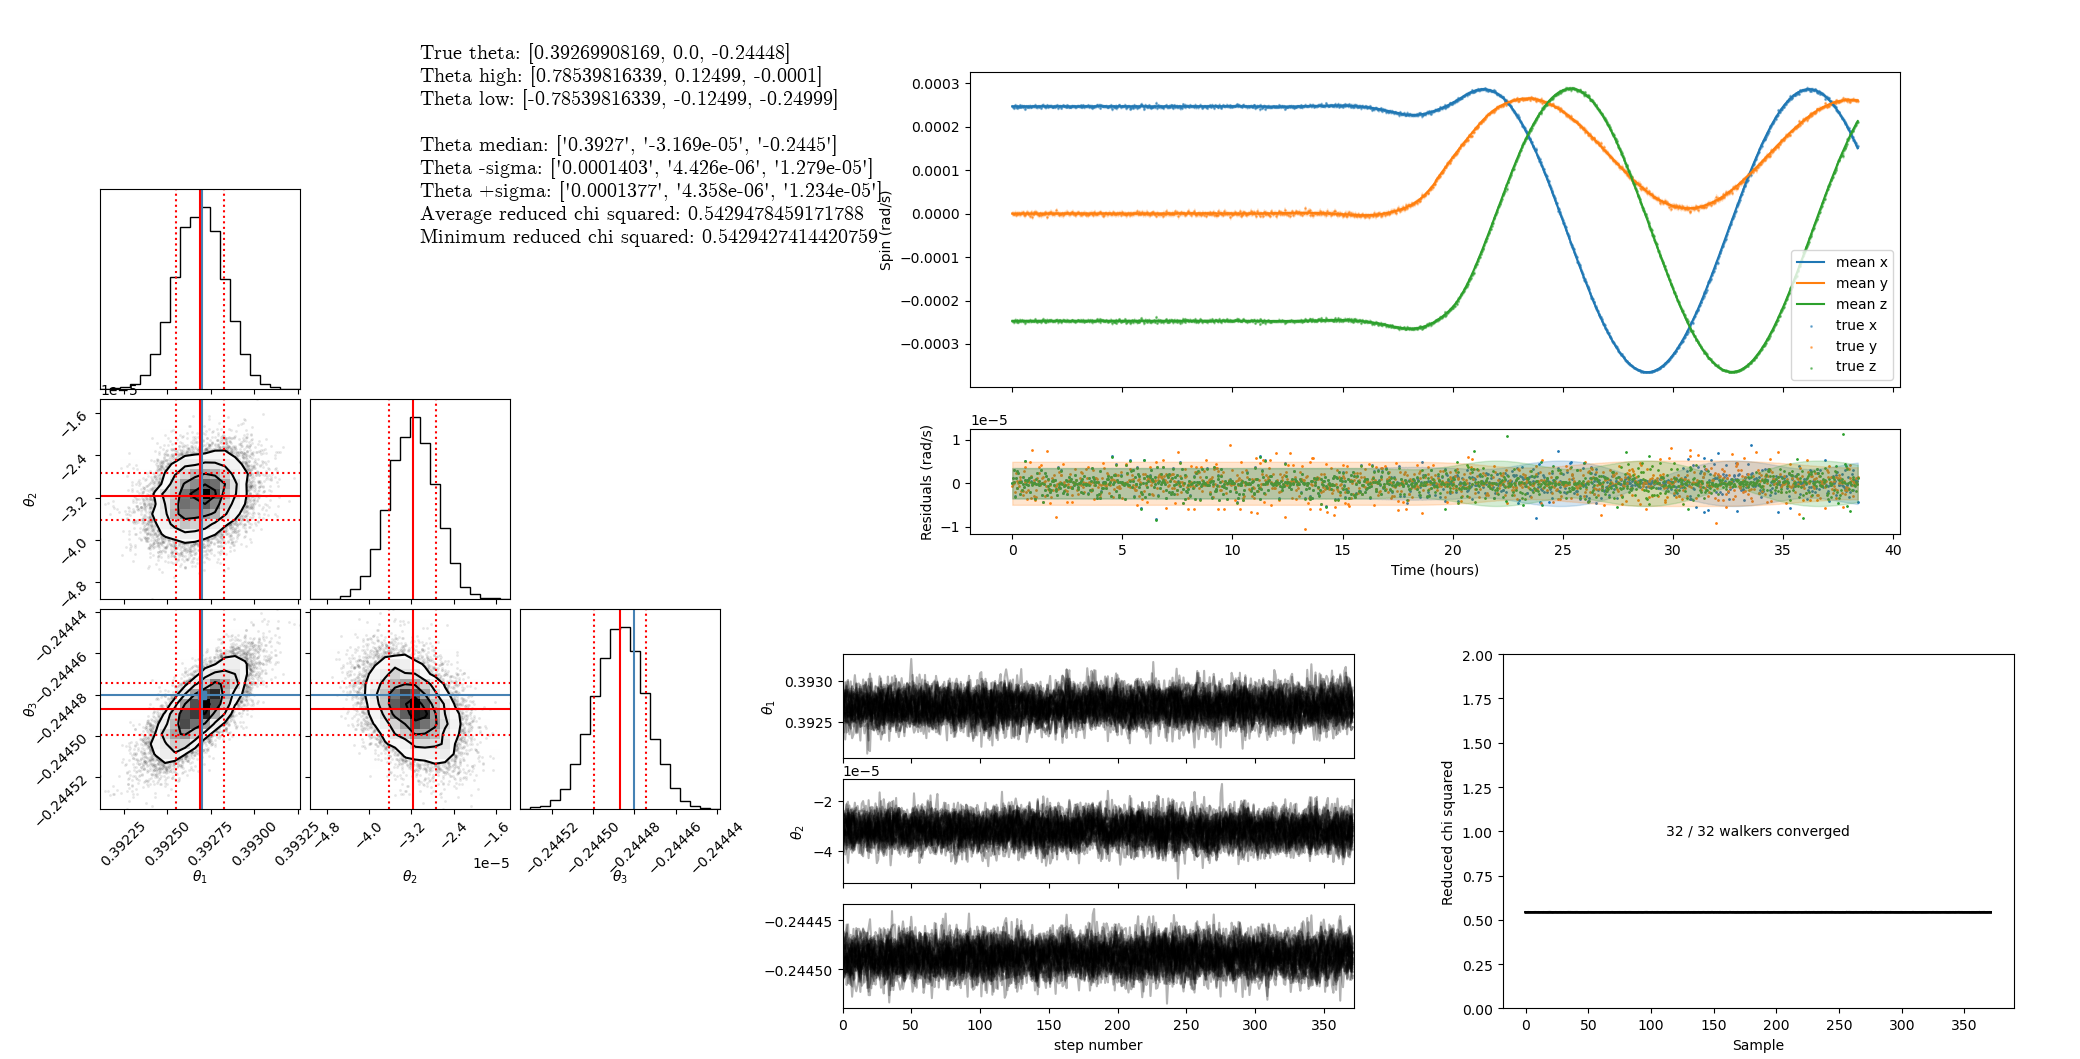 True theta: [0.39269908169, 0.0, -0.24448]
Theta high: [0.78539816339, 0.12499, -0.0001]
Theta low: [-0.78539816339, -0.12499, -0.24999]
Theta median: ['0.3927', '-3.169e-05', '-0.2445']
Theta -sigma: ['0.0001403', '4.426e-06', '1.279e-05']
Theta +sigma: ['0.0001377', '4.358e-06', '1.234e-05']
Average reduced chi squared: 0.5429478459171788
Minimum reduced chi squared: 0.5429427414420759
0.0003
0.0002
0.0001
0.0000
−0.0001
−0.0002
−0.0003
Spin (rad/s)
mean x
mean y
mean z
true x
true y
true z
1e−5
1
0
−1
Residuals (rad/s)
0 5 10 15 20 25 30 35 40
Time (hours)
−1.6
−2.4
−3.2
−4.0
−4.8
θ2
−0.24444
−0.24446
−0.24448
−0.24450
−0.24452
θ3
0.39225 0.39250 0.39275 0.39300 0.39325
θ1
−4.8 −4.0 −3.2 −2.4 −1.6
1e−5
θ2
−0.24452 −0.24450 −0.24448 −0.24446 −0.24444
θ3
0.3930
0.3925
θ1
1e−5
−2
−4
θ2
−0.24445
−0.24450
0 50 100 150 200 250 300 350
step number
2.00
1.75
1.50
1.25
1.00
0.75
0.50
0.25
0.00
Reduced chi squared
32 / 32 walkers converged
0 50 100 150 200 250 300 350
Sample